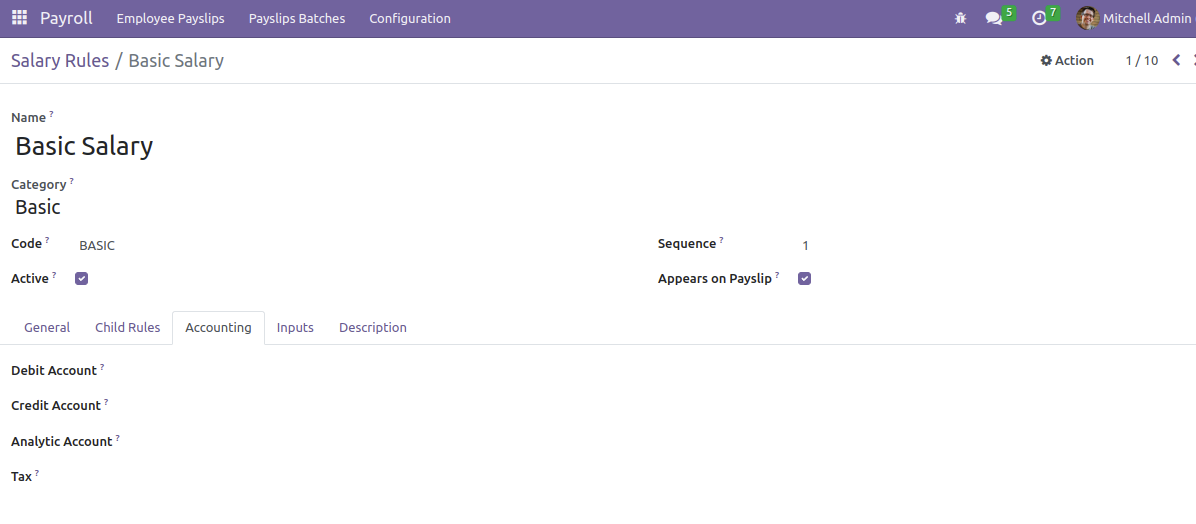 Payroll Employee Payslips Payslips Batches Configuration 5 7 Mitchell Admin
Salary Rules / Basic Salary Action 1 / 10
Name ?
Basic Salary
Category ?
Basic
Code ? BASIC Sequence ? 1
Active ? Appears on Payslip ?
General Child Rules Accounting Inputs Description
Debit Account ?
Credit Account ?
Analytic Account ?
Tax ?